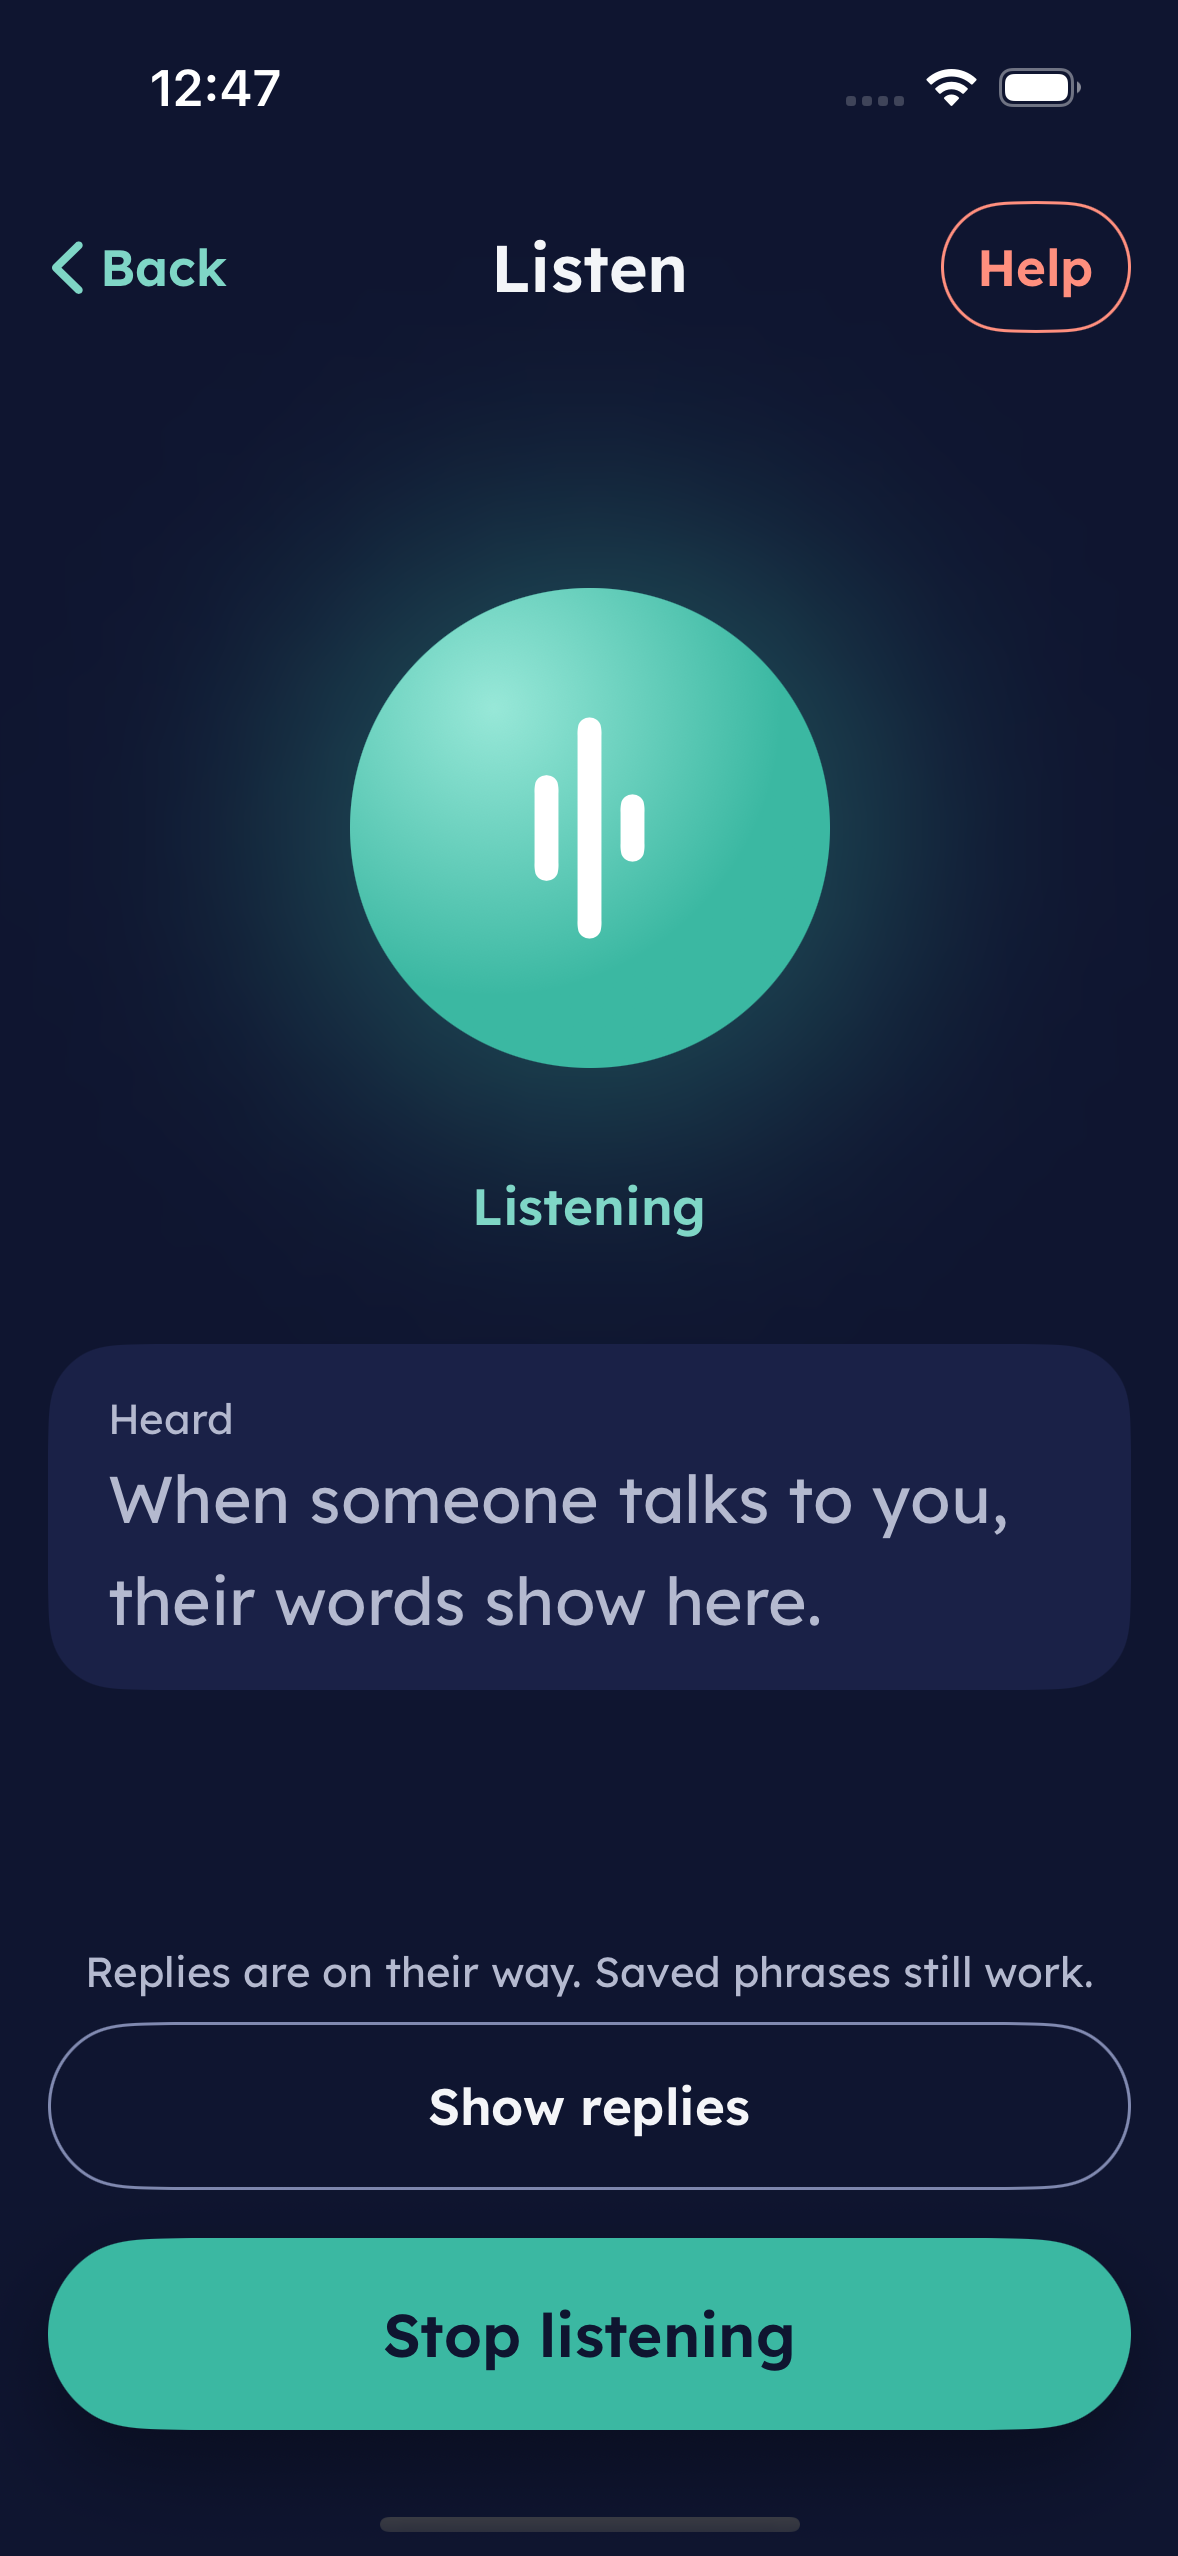 12:47
Back
Listen
Help
Listening
Heard
When someone talks to you,
their words show here.
Replies are on their way. Saved phrases still work.
Show replies
Stop listening